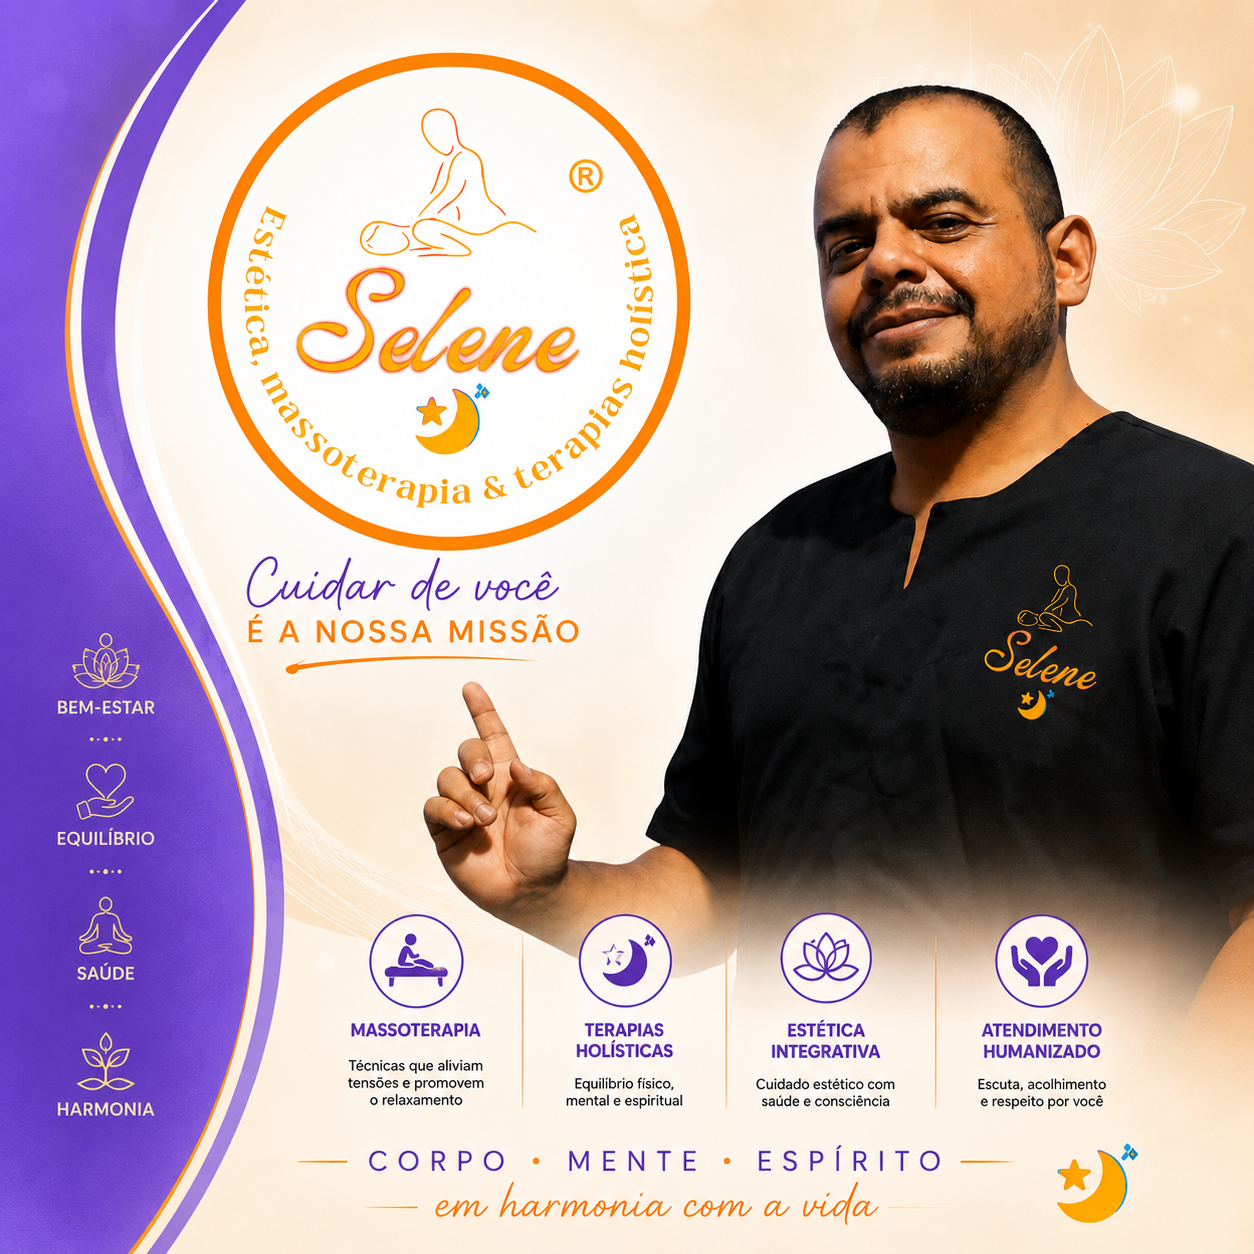 ®
Selene
Estética, massoterapia & terapias holística
Cuidar de você
É A NOSSA MISSÃO
Selene
BEM-ESTAR
EQUILÍBRIO
SAÚDE
HARMONIA
MASSOTERAPIA
Técnicas que aliviam
tensões e promovem
o relaxamento
TERAPIAS
HOLÍSTICAS
Equilíbrio físico,
mental e espiritual
ESTÉTICA
INTEGRATIVA
Cuidado estético com
saúde e consciência
ATENDIMENTO
HUMANIZADO
Escuta, acolhimento
e respeito por você
CORPO • MENTE • ESPÍRITO
em harmonia com a vida